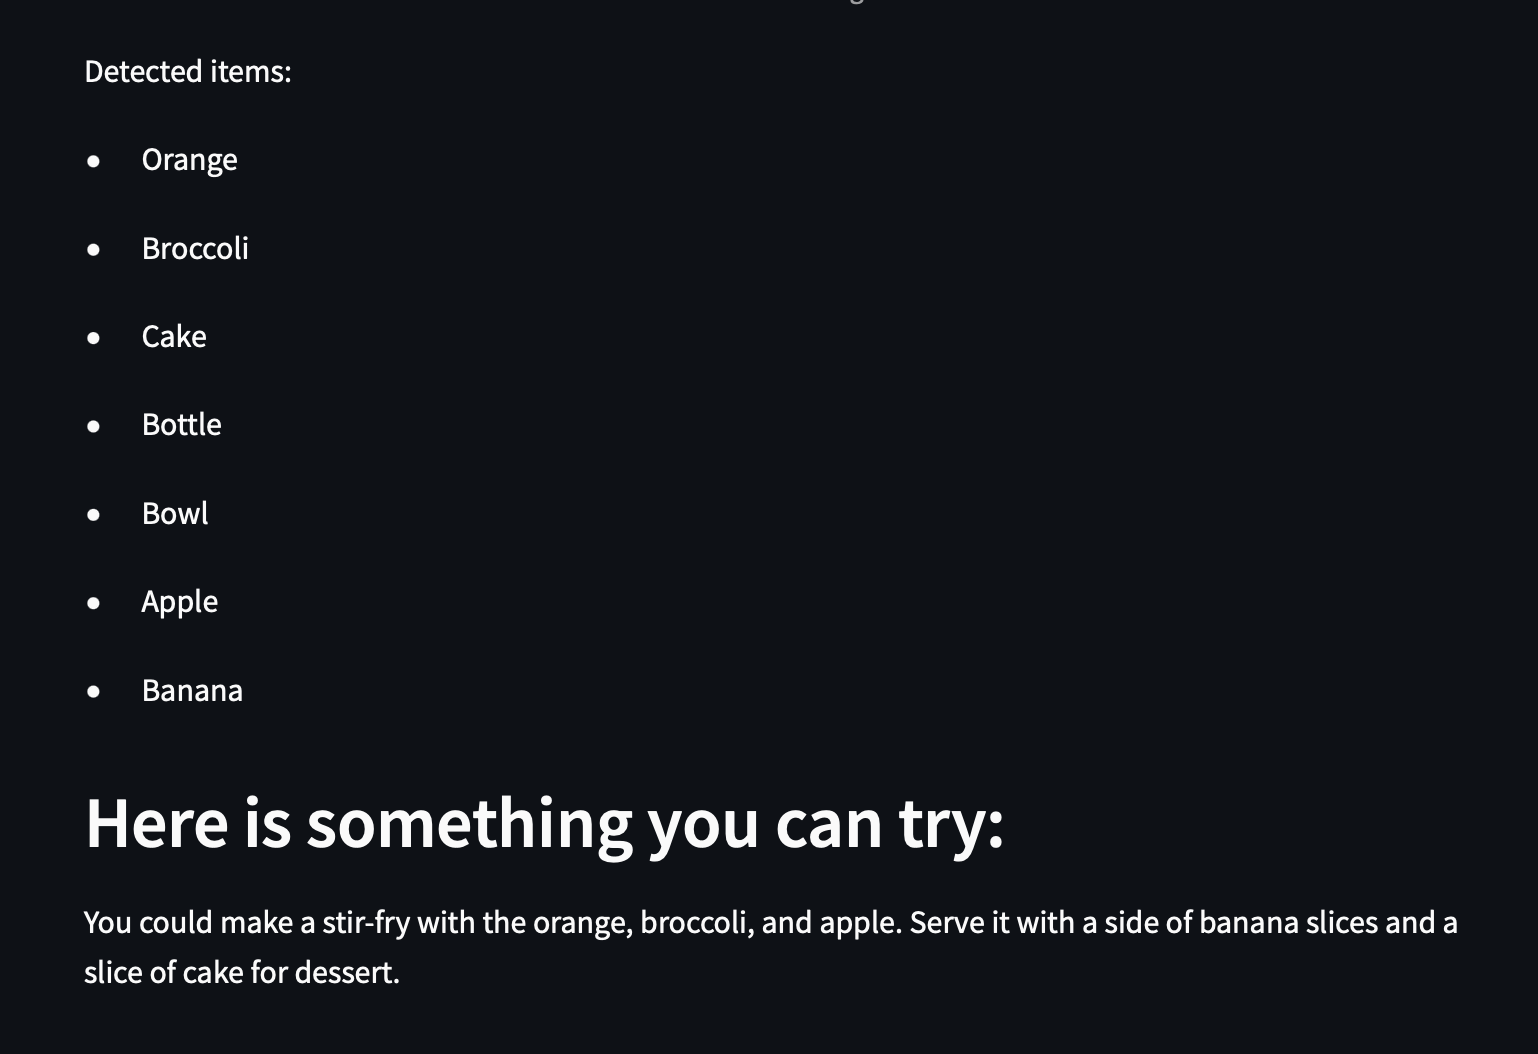 Detected items:
• Orange
• Broccoli
• Cake
• Bottle
• Bowl
• Apple
• Banana
Here is something you can try:
You could make a stir-fry with the orange, broccoli, and apple. Serve it with a side of banana slices and a
slice of cake for dessert.